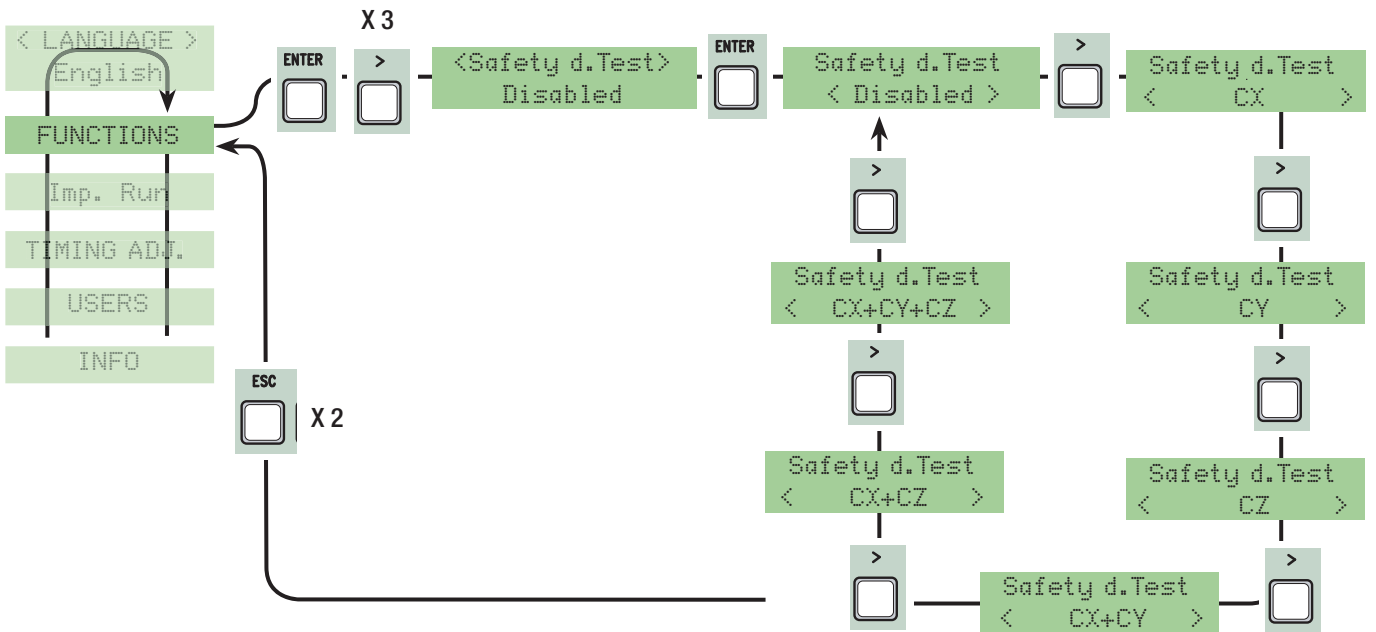 < LANGUAGE >
English
FUNCTIONS
Imp. Run
TIMING ADJ.
USERS
INFO
ENTER
X 3
>
<Safety d.Test>
Disabled
ENTER
Safety d.Test
< Disabled >
>
Safety d.Test
< CX >
>
Safety d.Test
< CY >
>
Safety d.Test
< CZ >
>
Safety d.Test
< CX+CY >
>
Safety d.Test
< CX+CZ >
>
Safety d.Test
< CX+CY+CZ >
>
ESC
X 2